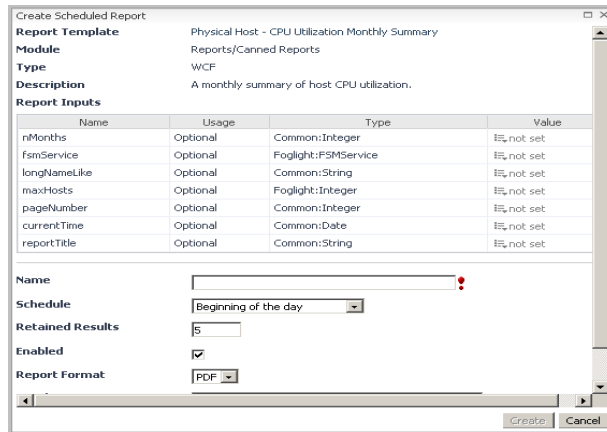 Create Scheduled Report
Report Template Physical Host - CPU Utilization Monthly Summary
Module Reports/Canned Reports
Type WCF
Description A monthly summary of host CPU utilization.
Report Inputs
Name Usage Type Value
nMonths Optional Common:Integer not set
fsmService Optional Foglight:FSMService not set
longNameLike Optional Common:String not set
maxHosts Optional Foglight:Integer not set
pageNumber Optional Common:Integer not set
currentTime Optional Common:Date not set
reportTitle Optional Common:String not set
Name
Schedule Beginning of the day
Retained Results 5
Enabled
Report Format PDF
Create Cancel